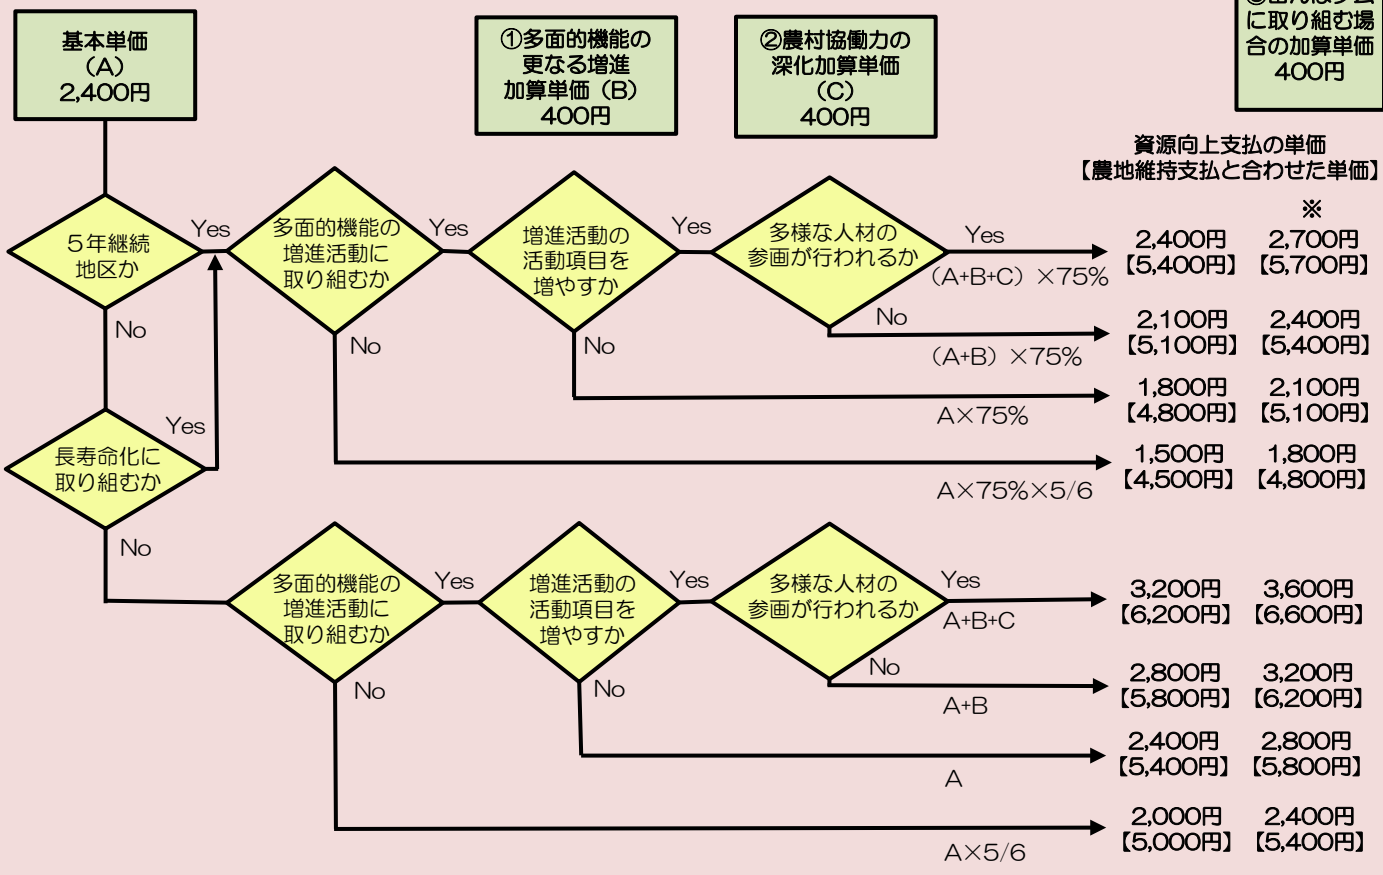 基本単価
（A）
2,400円
①多面的機能の
更なる増進
加算単価（B）
400円
②農村協働力の
深化加算単価
（C）
400円
に取り組む場
合の加算単価
400円
資源向上支払の単価
【農地維持支払と合わせた単価】
※
５年継続
地区か
Yes
No
多面的機能の
増進活動に
取り組むか
Yes
No
増進活動の
活動項目を
増やすか
Yes
No
多様な人材の
参画が行われるか
Yes
（A+B+C）×75%
No
（A+B）×75%
A×75%
A×75%×5/6
2,400円 2,700円
【5,400円】【5,700円】
2,100円 2,400円
【5,100円】【5,400円】
1,800円 2,100円
【4,800円】【5,100円】
1,500円 1,800円
【4,500円】【4,800円】
長寿命化に
取り組むか
Yes
No
多面的機能の
増進活動に
取り組むか
Yes
No
増進活動の
活動項目を
増やすか
Yes
No
多様な人材の
参画が行われるか
Yes
A+B+C
No
A+B
A
A×5/6
3,200円 3,600円
【6,200円】【6,600円】
2,800円 3,200円
【5,800円】【6,200円】
2,400円 2,800円
【5,400円】【5,800円】
2,000円 2,400円
【5,000円】【5,400円】